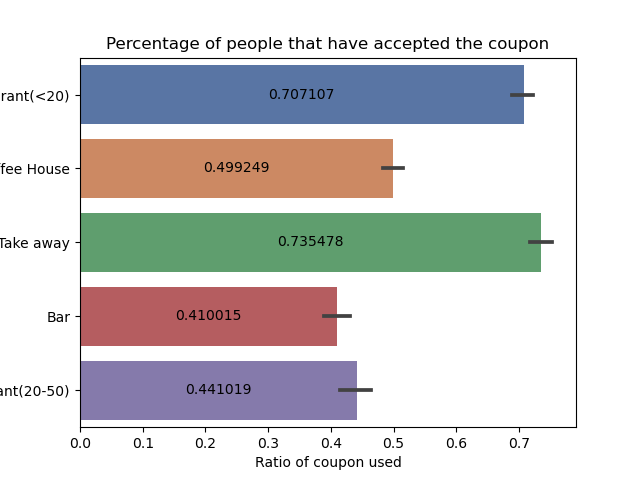 Percentage of people that have accepted the coupon
rant(<20)
0.707107
fee House
0.499249
Take away
0.735478
Bar
0.410015
ant(20-50)
0.441019
0.0 0.1 0.2 0.3 0.4 0.5 0.6 0.7
Ratio of coupon used